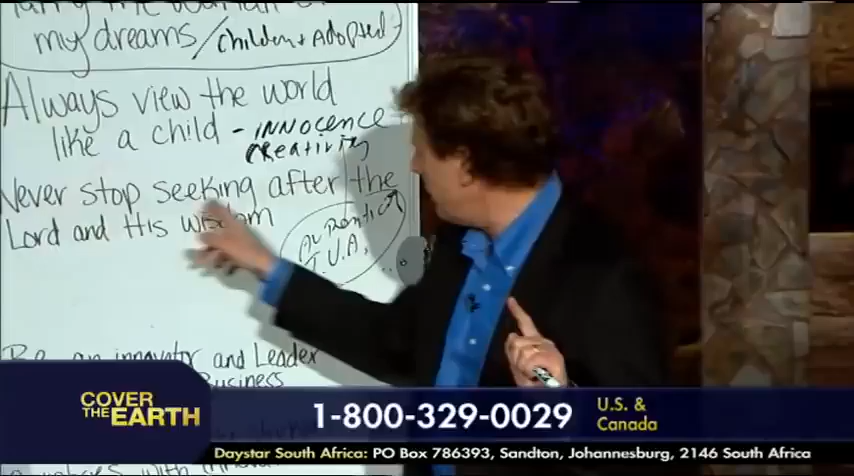 my dreams/children + Adopted
Always view the world
like a child - innocence
creativity
Never stop seeking after the
Lord and His wisdom
T.U.A.
Be an innovator and Leader
Business
COVER
THE EARTH
1-800-329-0029
U.S. &
Canada
Daystar South Africa: PO Box 786393, Sandton, Johannesburg, 2146 South Africa